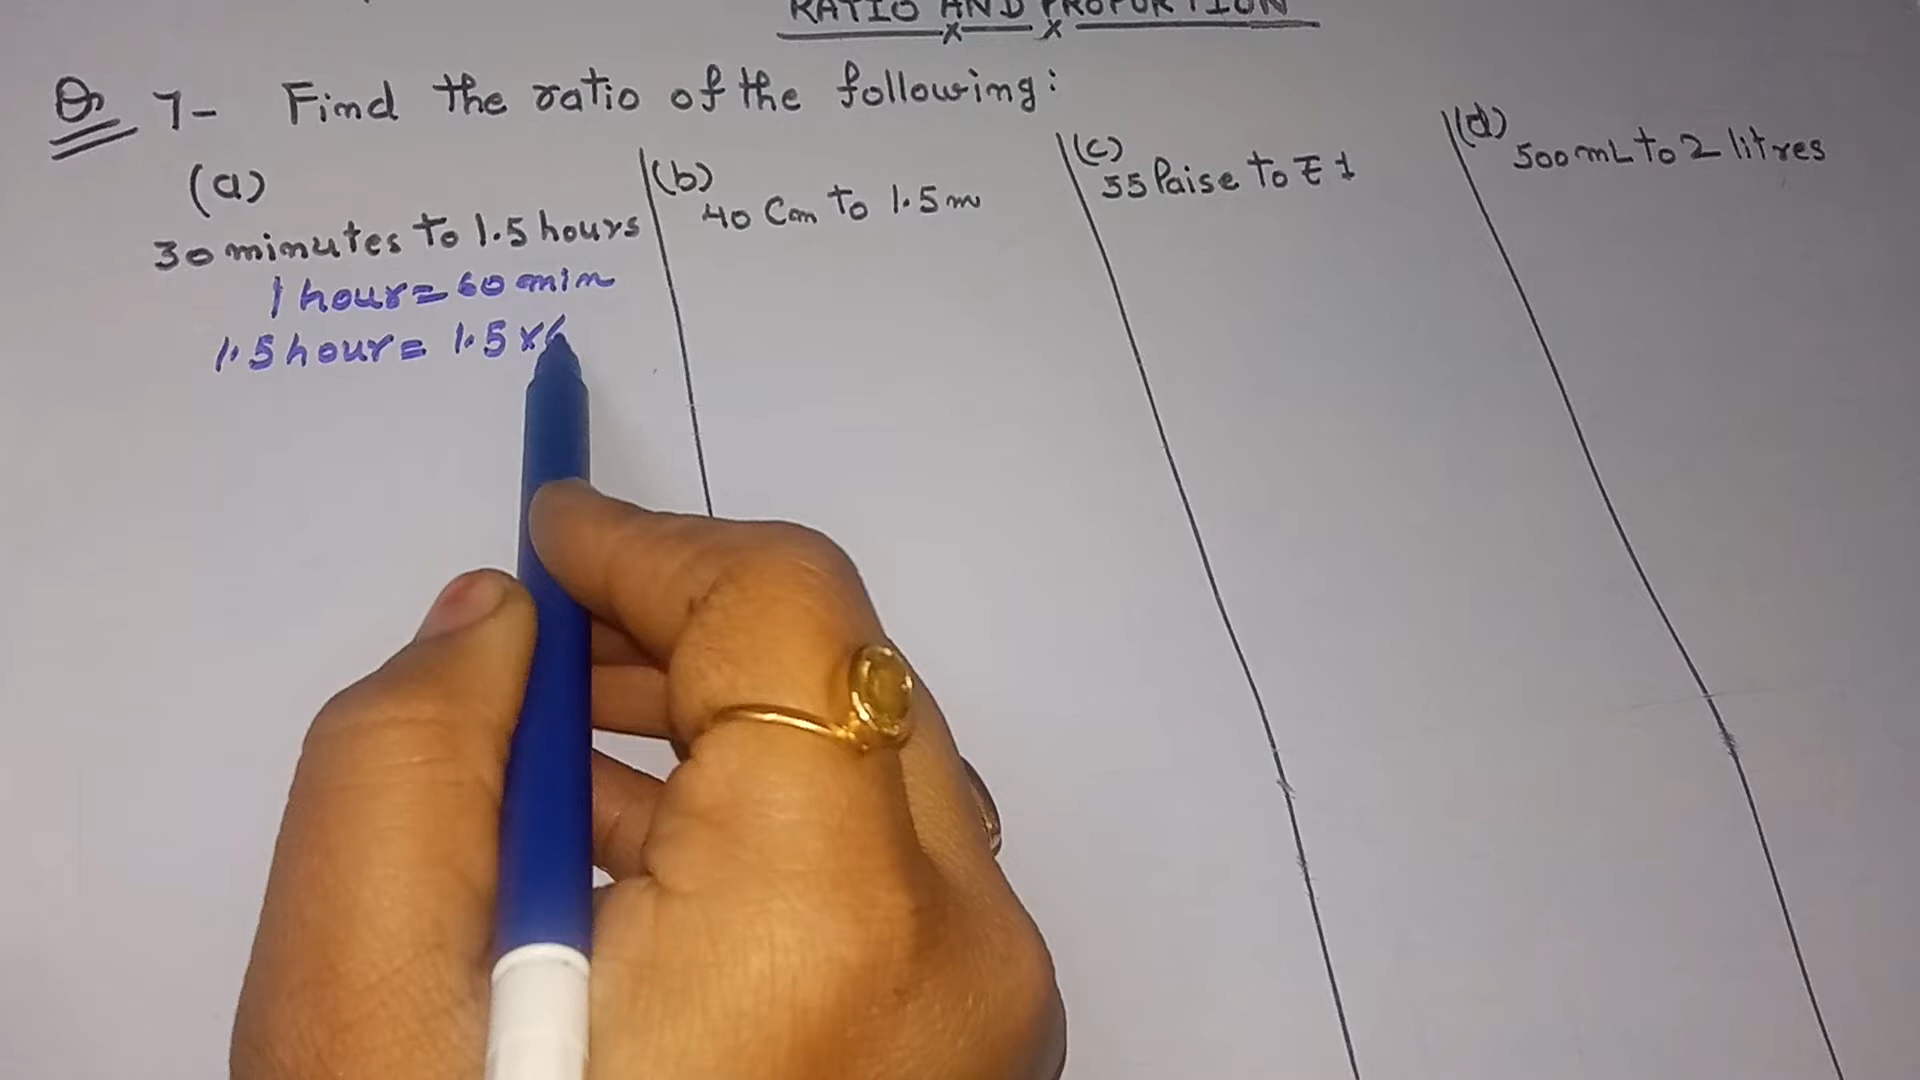 RATIO AND PROPORTION
Q 7- Find the ratio of the following:
(a)
30 minutes to 1.5 hours
1 hour = 60 min
1.5 hour = 1.5 × 6
(b)
40 Cm to 1.5 m
(c)
55 Paise to ₹ 1
(d)
500 mL to 2 litres